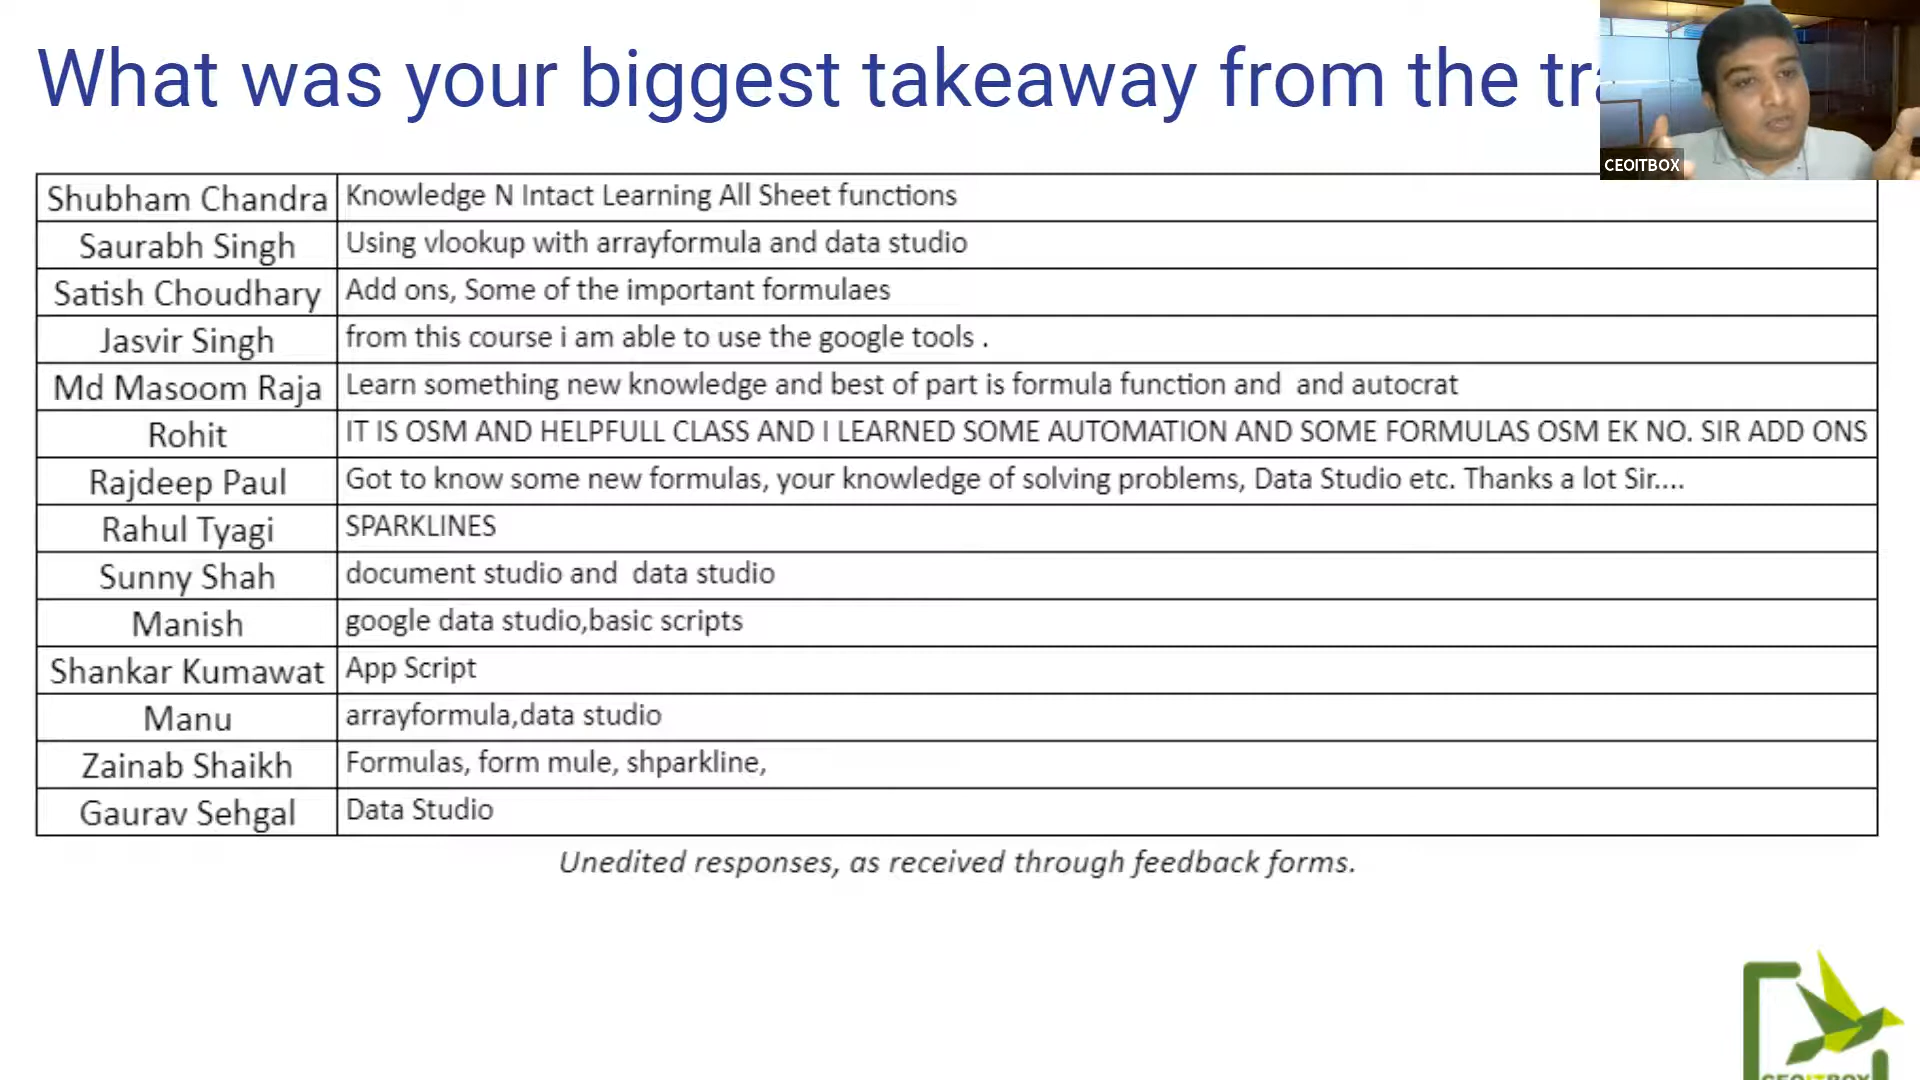 What was your biggest takeaway from the
CEOITBOX
Shubham Chandra Knowledge N Intact Learning All Sheet functions
Saurabh Singh Using vlookup with arrayformula and data studio
Satish Choudhary Add ons, Some of the important formulaes
Jasvir Singh from this course i am able to use the google tools .
Md Masoom Raja Learn something new knowledge and best of part is formula function and and autocrat
Rohit IT IS OSM AND HELPFULL CLASS AND I LEARNED SOME AUTOMATION AND SOME FORMULAS OSM EK NO. SIR ADD ONS
Rajdeep Paul Got to know some new formulas, your knowledge of solving problems, Data Studio etc. Thanks a lot Sir....
Rahul Tyagi SPARKLINES
Sunny Shah document studio and data studio
Manish google data studio,basic scripts
Shankar Kumawat App Script
Manu arrayformula,data studio
Zainab Shaikh Formulas, form mule, shparkline,
Gaurav Sehgal Data Studio
Unedited responses, as received through feedback forms.